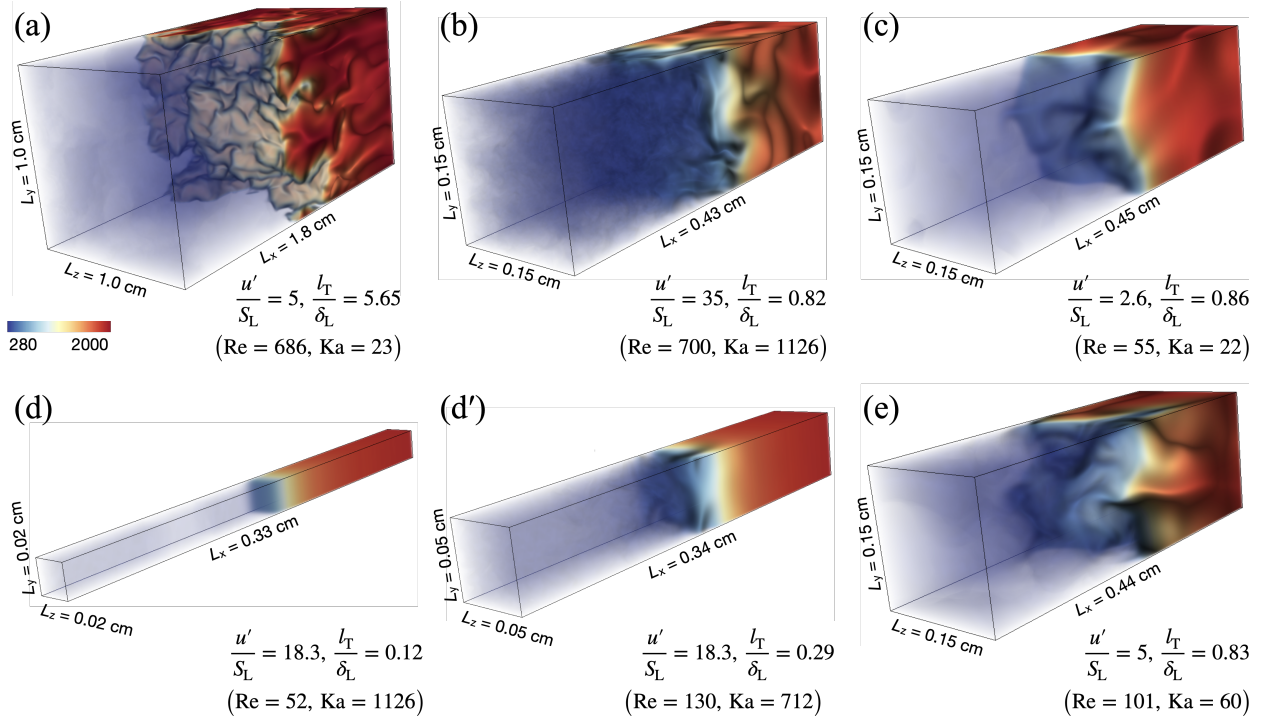 (a)
L_y = 1.0 cm
L_z = 1.0 cm
L_x = 1.8 cm
u′/S_L = 5, l_T/δ_L = 5.65
(Re = 686, Ka = 23)
280 2000
(b)
L_y = 0.15 cm
L_z = 0.15 cm
L_x = 0.43 cm
u′/S_L = 35, l_T/δ_L = 0.82
(Re = 700, Ka = 1126)
(c)
L_y = 0.15 cm
L_z = 0.15 cm
L_x = 0.45 cm
u′/S_L = 2.6, l_T/δ_L = 0.86
(Re = 55, Ka = 22)
(d)
L_y = 0.02 cm
L_z = 0.02 cm
L_x = 0.33 cm
u′/S_L = 18.3, l_T/δ_L = 0.12
(Re = 52, Ka = 1126)
(d′)
L_y = 0.05 cm
L_z = 0.05 cm
L_x = 0.34 cm
u′/S_L = 18.3, l_T/δ_L = 0.29
(Re = 130, Ka = 712)
(e)
L_y = 0.15 cm
L_z = 0.15 cm
L_x = 0.44 cm
u′/S_L = 5, l_T/δ_L = 0.83
(Re = 101, Ka = 60)